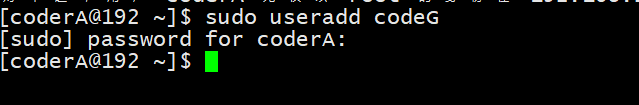 [coderA@192 ~]$ sudo useradd codeG
[sudo] password for coderA:
[coderA@192 ~]$